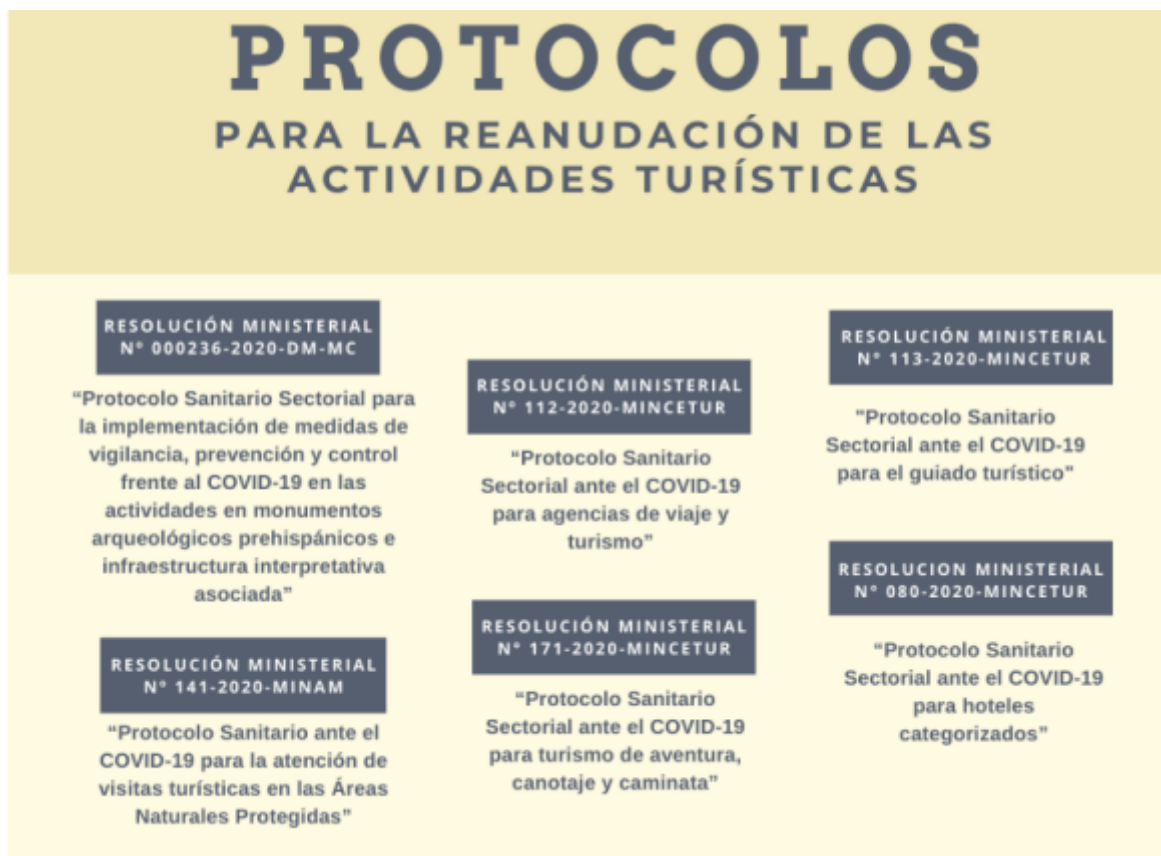 PROTOCOLOS
PARA LA REANUDACIÓN DE LAS
ACTIVIDADES TURÍSTICAS
RESOLUCIÓN MINISTERIAL
N° 000236-2020-DM-MC
“Protocolo Sanitario Sectorial para
la implementación de medidas de
vigilancia, prevención y control
frente al COVID-19 en las
actividades en monumentos
arqueológicos prehispánicos e
infraestructura interpretativa
asociada”
RESOLUCIÓN MINISTERIAL
N° 141-2020-MINAM
“Protocolo Sanitario ante el
COVID-19 para la atención de
visitas turísticas en las Áreas
Naturales Protegidas”
RESOLUCIÓN MINISTERIAL
N° 112-2020-MINCETUR
“Protocolo Sanitario
Sectorial ante el COVID-19
para agencias de viaje y
turismo”
RESOLUCIÓN MINISTERIAL
N° 171-2020-MINCETUR
“Protocolo Sanitario
Sectorial ante el COVID-19
para turismo de aventura,
canotaje y caminata”
RESOLUCIÓN MINISTERIAL
N° 113-2020-MINCETUR
"Protocolo Sanitario
Sectorial ante el COVID-19
para el guiado turístico"
RESOLUCION MINISTERIAL
N° 080-2020-MINCETUR
“Protocolo Sanitario
Sectorial ante el COVID-19
para hoteles
categorizados”